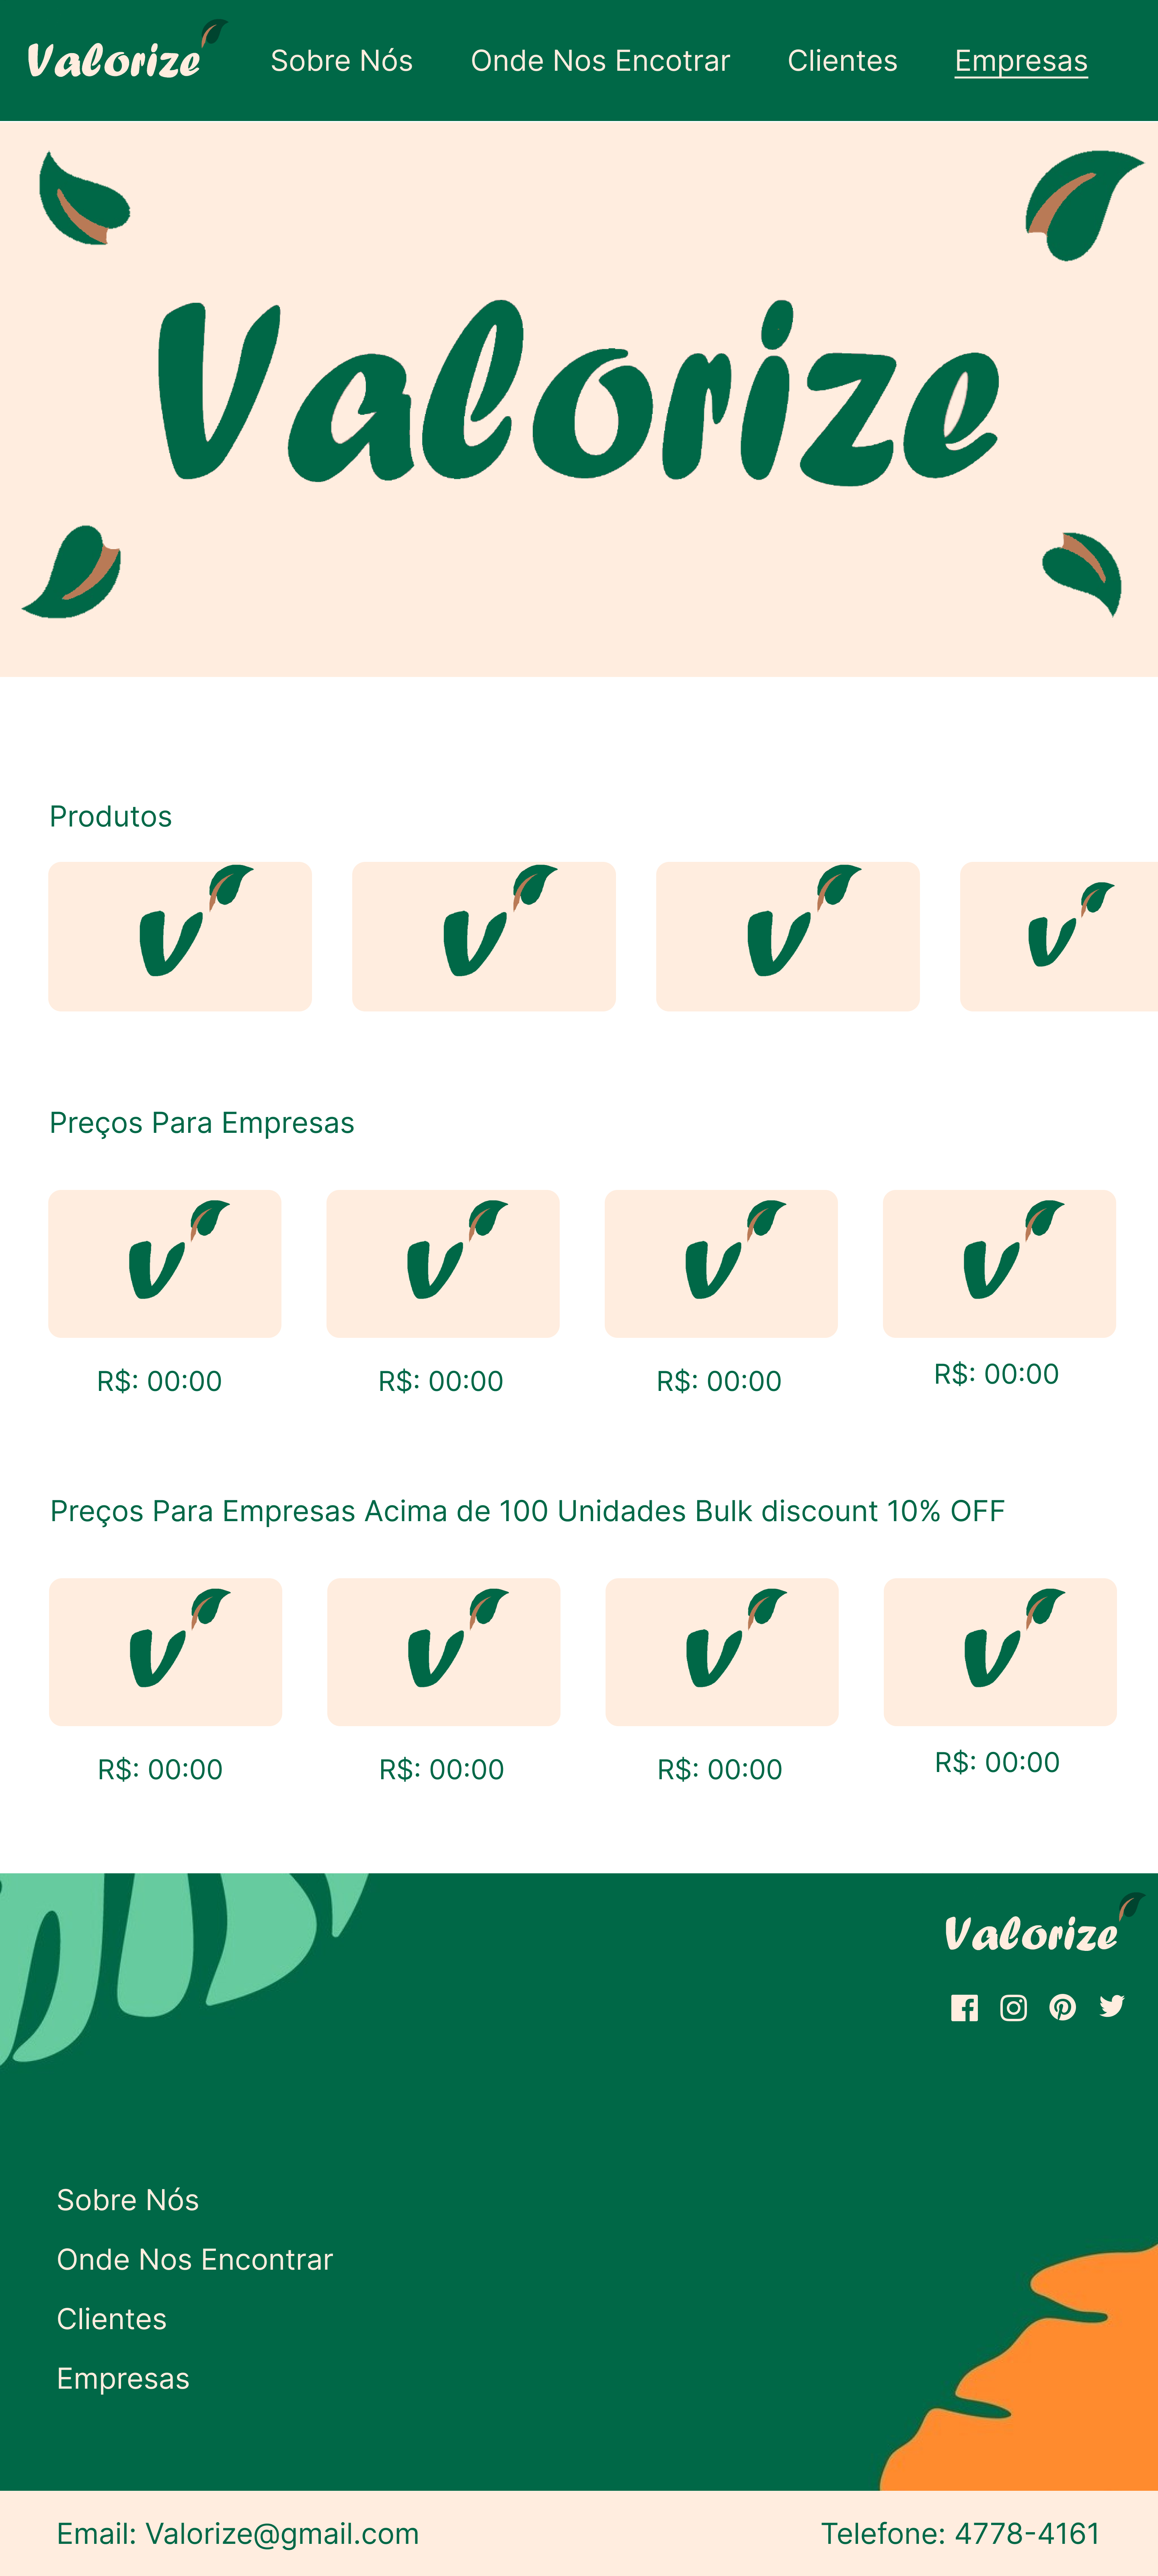 Valorize
Sobre Nós
Onde Nos Encotrar
Clientes
Empresas
Valorize
Produtos
V
V
V
V
Preços Para Empresas
V
V
V
V
R$: 00:00
R$: 00:00
R$: 00:00
R$: 00:00
Preços Para Empresas Acima de 100 Unidades Bulk discount 10% OFF
V
V
V
V
R$: 00:00
R$: 00:00
R$: 00:00
R$: 00:00
Valorize
Sobre Nós
Onde Nos Encontrar
Clientes
Empresas
Email: Valorize@gmail.com
Telefone: 4778-4161